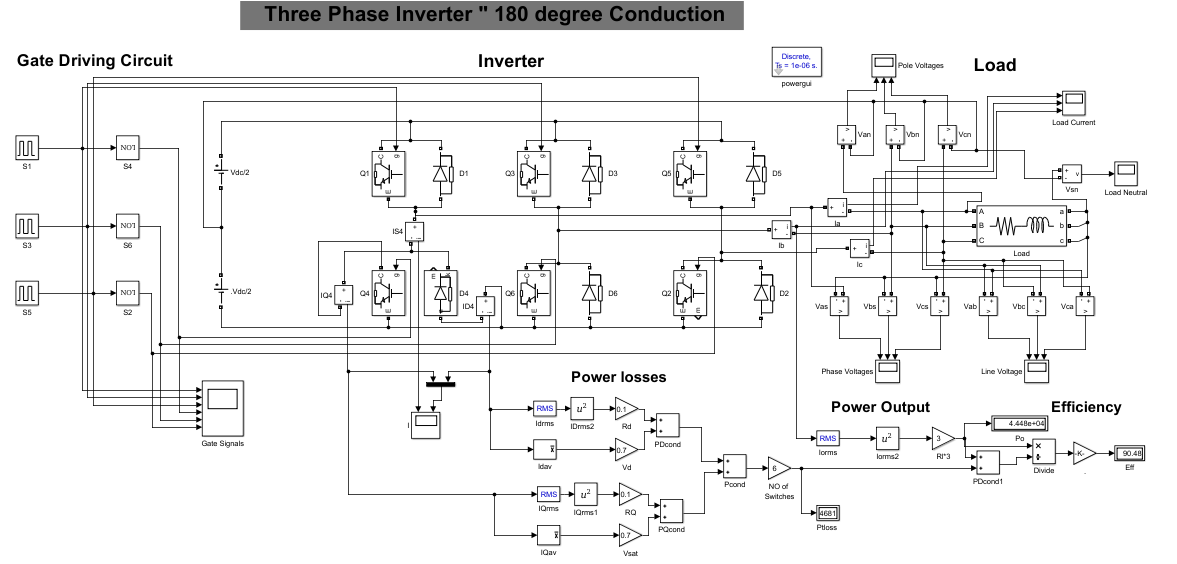 Three Phase Inverter " 180 degree Conduction
Gate Driving Circuit
Inverter
Load
Discrete,
Ts = 1e-06 s.
powergui
Pole Voltages
Load Current
Van
Vbn
Vcn
S1
NOT
S4
Vdc/2
Q1
D1
Q3
D3
Q5
D5
Vsn
Load Neutral
S3
NOT
S6
IS4
Ia
Ib
Ic
A
B
C
a
b
c
Load
S5
NOT
S2
.Vdc/2
IQ4
Q4
D4
ID4
Q6
D6
Q2
D2
Vas
Vbs
Vcs
Vab
Vbc
Vca
Phase Voltages
Line Voltage
Gate Signals
I
Power losses
RMS
Idrms
u²
IDrms2
0.1
Rd
PDcond
Idav
0.7
Vd
Pcond
6
NO of
Switches
RMS
IQrms
u²
IQrms1
0.1
RQ
PQcond
IQav
0.7
Vsat
4681
Ptloss
Power Output
Efficiency
RMS
Iorms
u²
Iorms2
3
RI*3
4.448e+04
Po
PDcond1
Divide
-K-
90.48
Eff